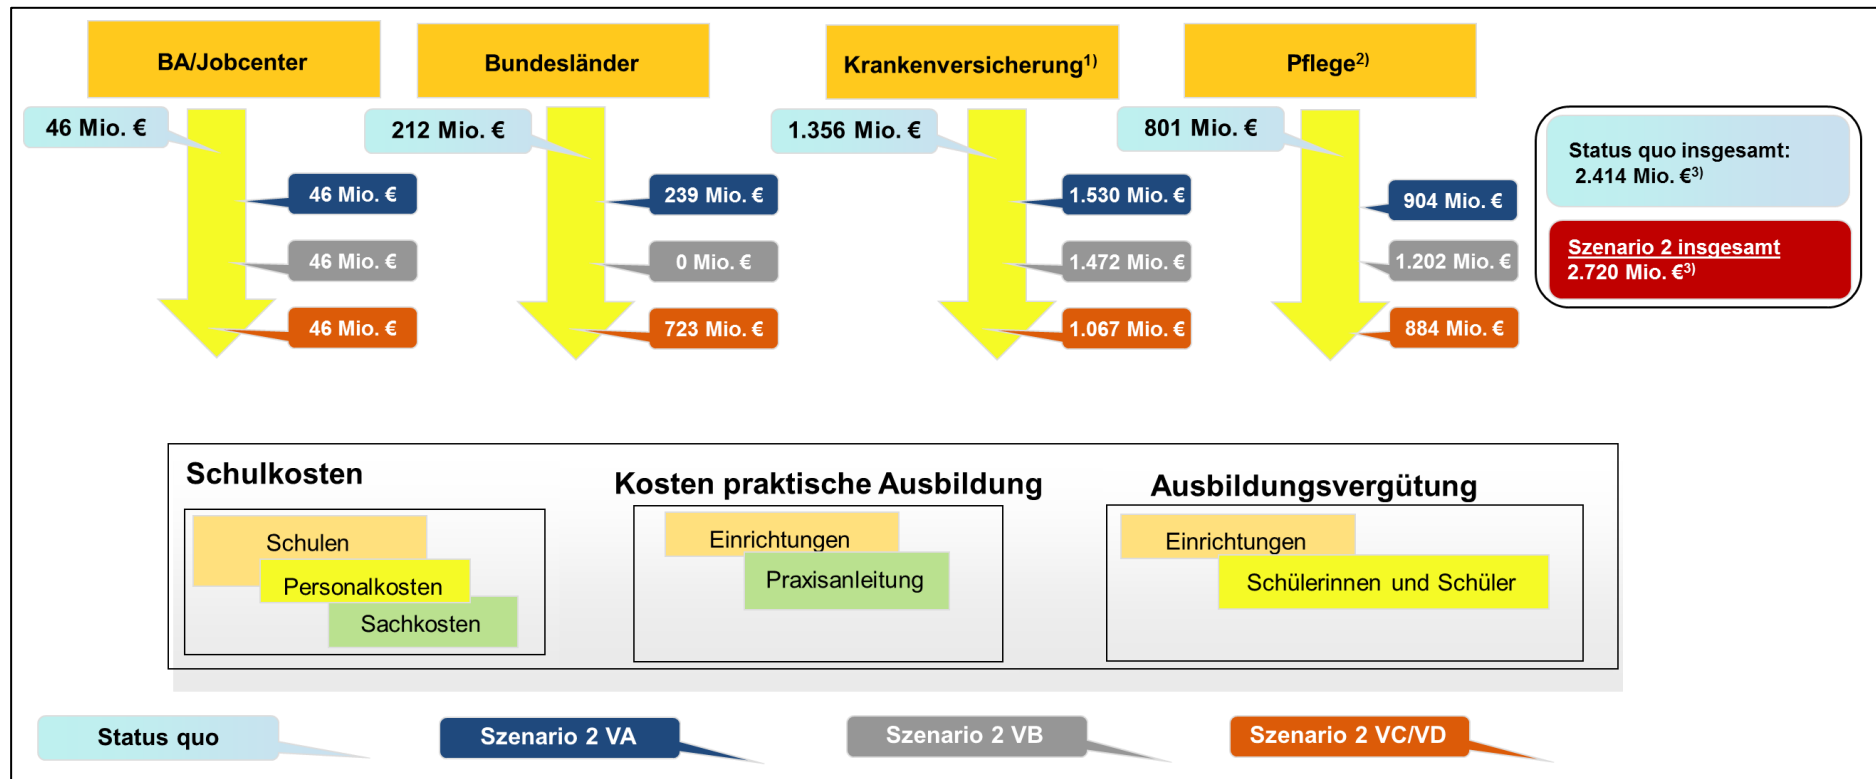 BA/Jobcenter
Bundesländer
Krankenversicherung1)
Pflege2)
46 Mio. €
212 Mio. €
1.356 Mio. €
801 Mio. €
46 Mio. €
239 Mio. €
1.530 Mio. €
904 Mio. €
46 Mio. €
0 Mio. €
1.472 Mio. €
1.202 Mio. €
46 Mio. €
723 Mio. €
1.067 Mio. €
884 Mio. €
Status quo insgesamt:
2.414 Mio. €3)
Szenario 2 insgesamt
2.720 Mio. €3)
Schulkosten
Schulen
Personalkosten
Sachkosten
Kosten praktische Ausbildung
Einrichtungen
Praxisanleitung
Ausbildungsvergütung
Einrichtungen
Schülerinnen und Schüler
Status quo
Szenario 2 VA
Szenario 2 VB
Szenario 2 VC/VD